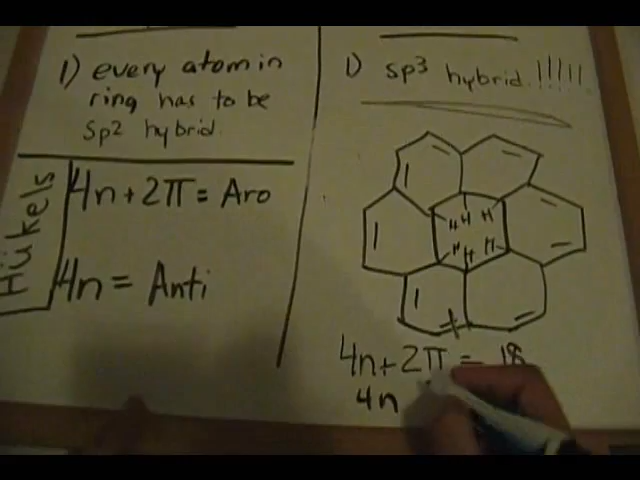 1) every atom in
ring has to be
sp2 hybrid.
Hükels
4n+2π = Aro
4n = Anti
1) sp³ hybrid!!!!!
H H H
H H H
4n+2π = 18
4n